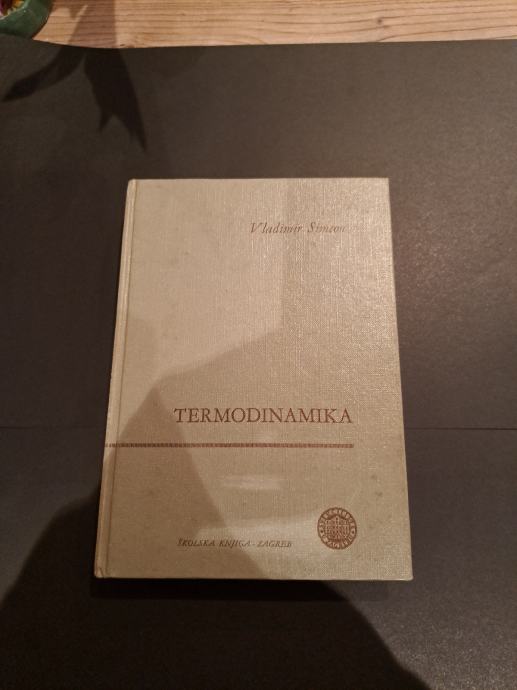 Vladimir Simeon
TERMODINAMIKA
ŠKOLSKA KNJIGA - ZAGREB